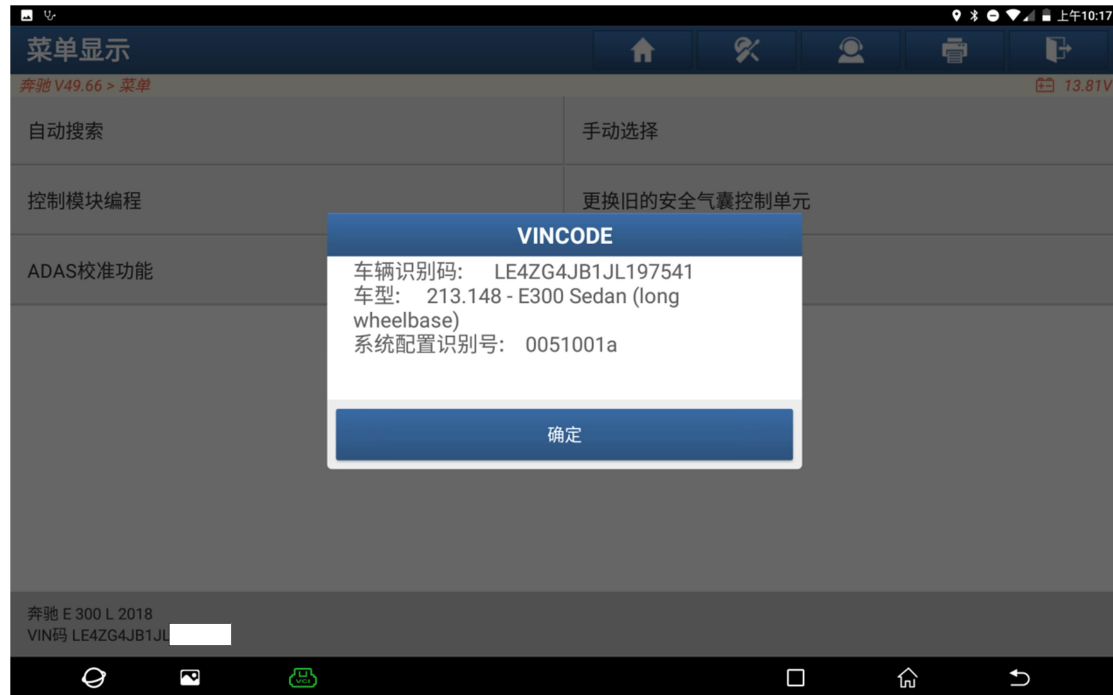 上午10:17
菜单显示
奔驰 V49.66 > 菜单
13.81V
自动搜索
手动选择
控制模块编程
更换旧的安全气囊控制单元
ADAS校准功能
VINCODE
车辆识别码: LE4ZG4JB1JL197541
车型: 213.148 - E300 Sedan (long
wheelbase)
系统配置识别号: 0051001a
确定
奔驰 E 300 L 2018
VIN码 LE4ZG4JB1JL
VCI